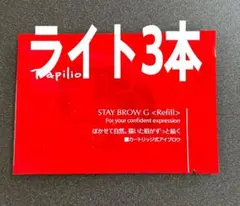 ライト3本
Papilio
STAY BROW G <Refill>
For your confident expression
ぼかせて自然。描いた眉がずっと続く
■カートリッジ式アイブロウ